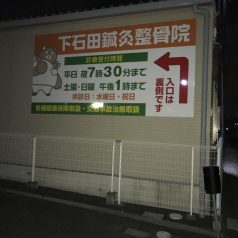 下石田鍼灸整骨院
診療受付時間
平日 夜7時30分まで
土曜・日曜 午後1時まで
休診日:水曜日・祝日
各種健康保険取扱・交通事故治療取扱
入口は
裏側です